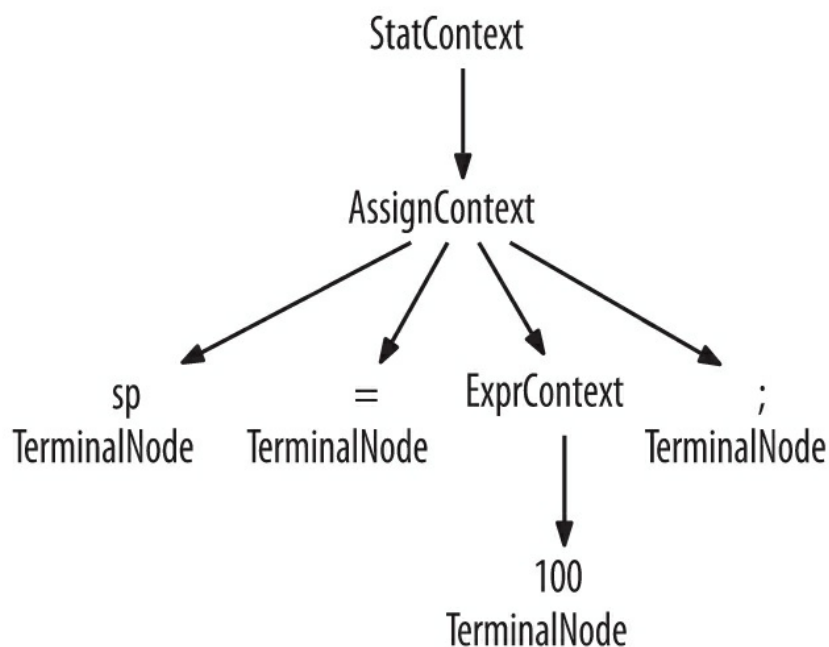 StatContext
AssignContext
sp
TerminalNode
=
TerminalNode
ExprContext
;
TerminalNode
100
TerminalNode